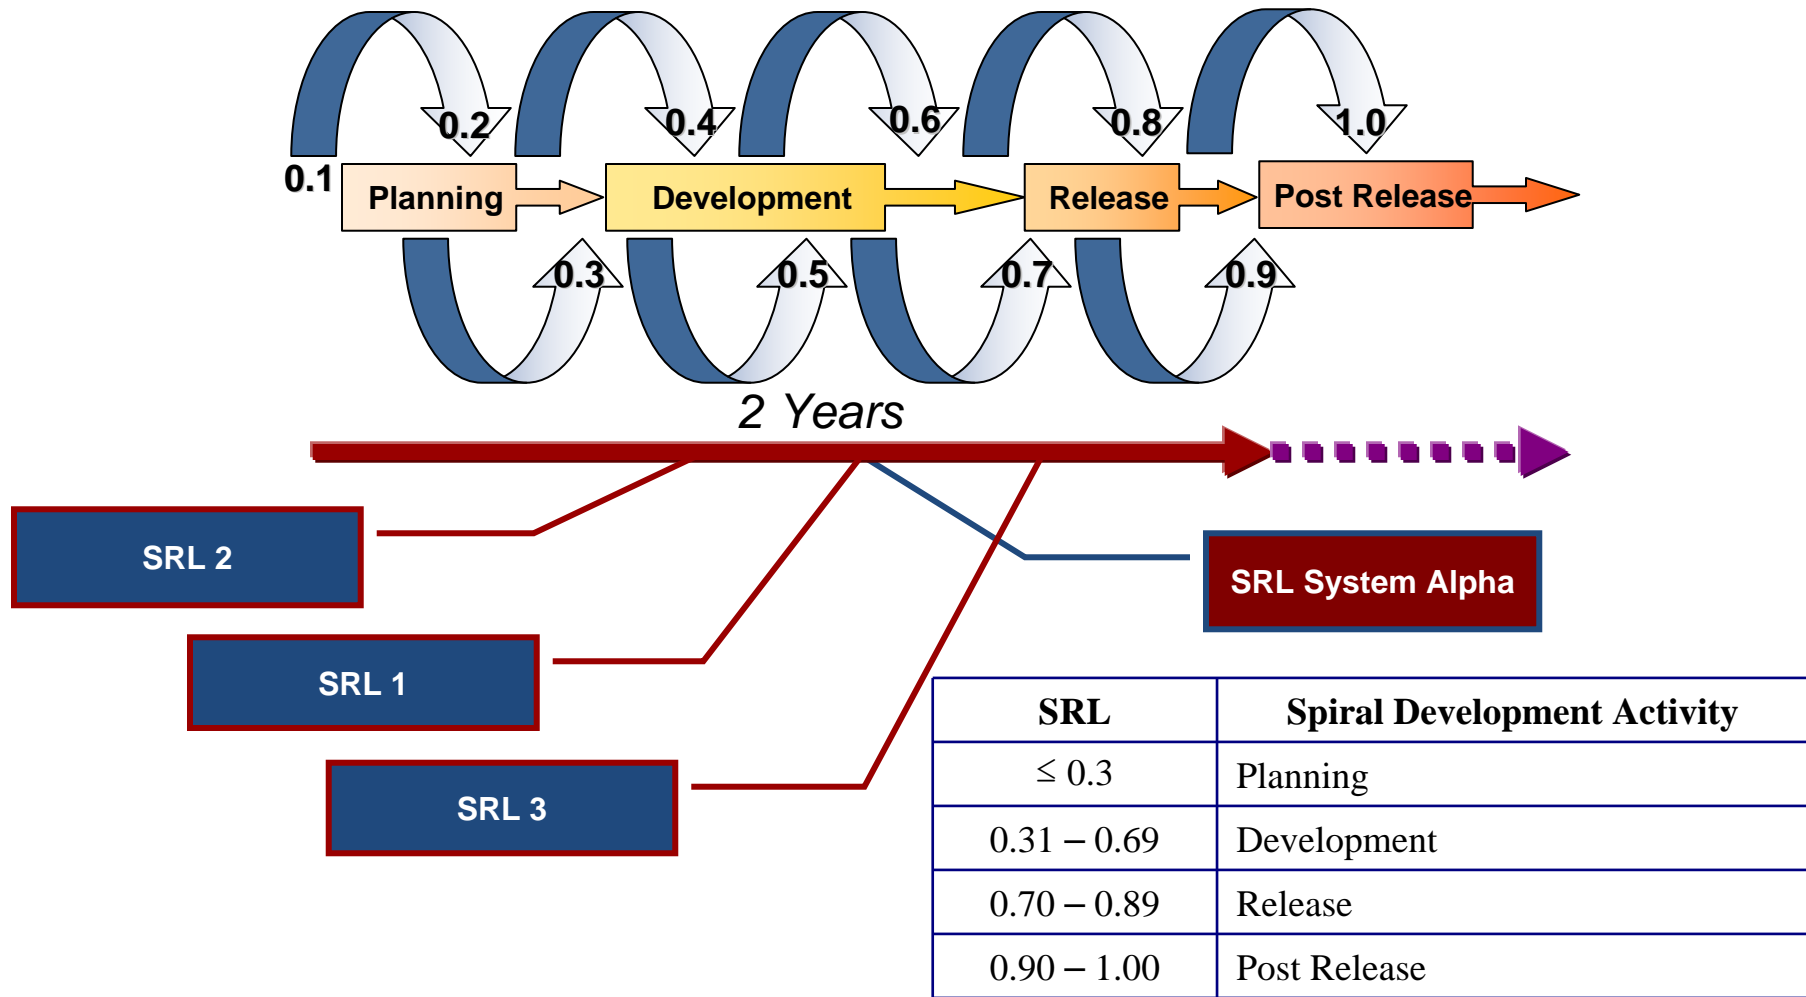 0.2
0.4
0.6
0.8
1.0
0.1
Planning
Development
Release
Post Release
0.3
0.5
0.7
0.9
2 Years
SRL 2
SRL System Alpha
SRL 1
SRL 3
SRL Spiral Development Activity
≤ 0.3 Planning
0.31 – 0.69 Development
0.70 – 0.89 Release
0.90 – 1.00 Post Release